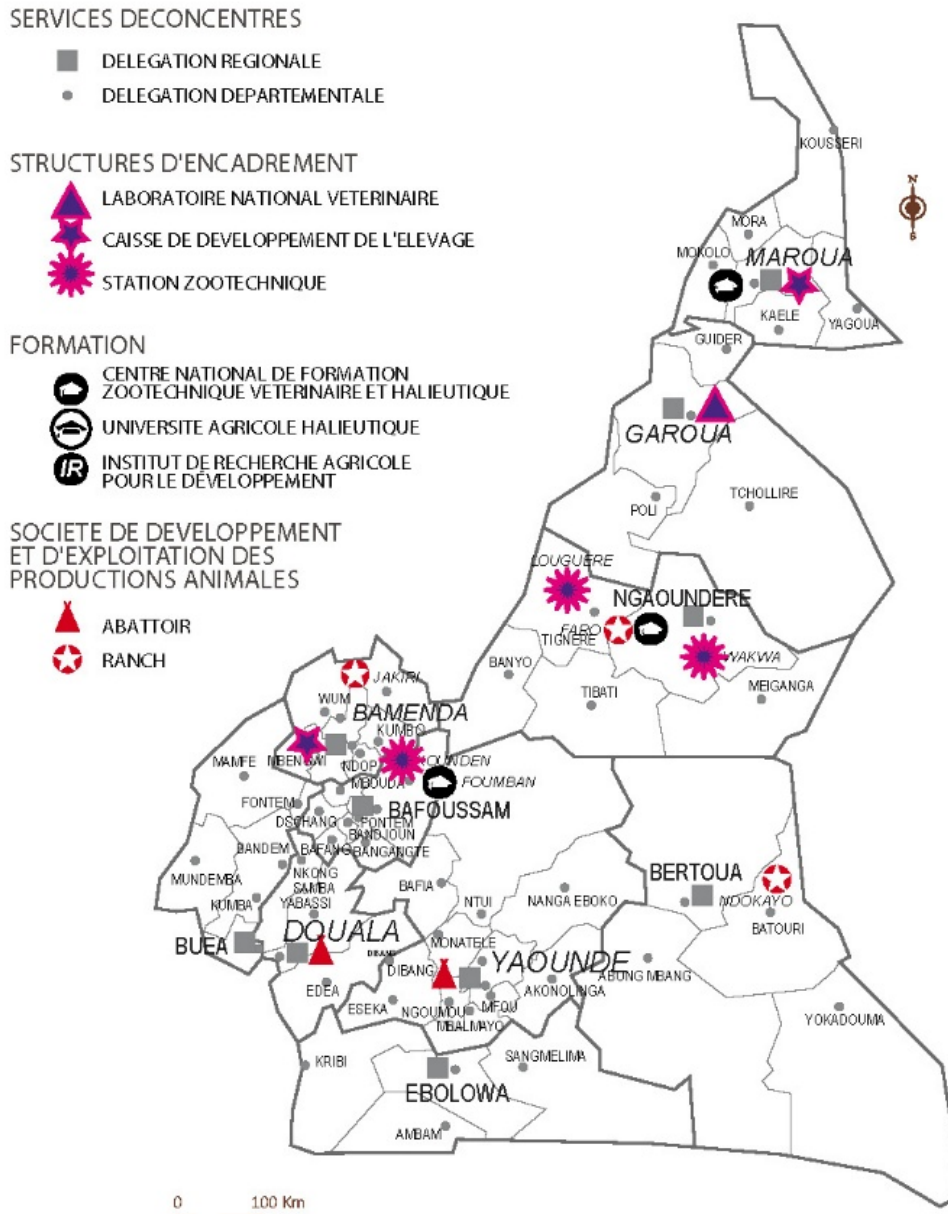 SERVICES DECONCENTRES
DELEGATION REGIONALE
DELEGATION DEPARTEMENTALE
STRUCTURES D'ENCADREMENT
LABORATOIRE NATIONAL VETERINAIRE
CAISSE DE DEVELOPPEMENT DE L'ELEVAGE
STATION ZOOTECHNIQUE
FORMATION
CENTRE NATIONAL DE FORMATION
ZOOTECHNIQUE VETERINAIRE ET HALIEUTIQUE
UNIVERSITE AGRICOLE HALIEUTIQUE
IR
INSTITUT DE RECHERCHE AGRICOLE
POUR LE DÉVELOPPEMENT
SOCIETE DE DEVELOPPEMENT
ET D'EXPLOITATION DES
PRODUCTIONS ANIMALES
ABATTOIR
RANCH
KOUSSERI
N
S
MORA
MOKOLO
MAROUA
KAELE
YAGOUA
GUIDER
GAROUA
POLI
TCHOLLIRE
LOUGUERE
NGAOUNDERE
FARO
TIGNERE
WAKWA
BANYO
TIBATI
MEIGANGA
JAKIRI
WUM
BAMENDA
KUMBO
MBENGWI
NDOP
MAMFE
MBOUDA
FOUMBAN
FONTEM
BAFOUSSAM
DSCHANG
FONTEM
BANDJOUN
BAFANG
BANGANGTE
BANDEM
MUNDEMBA
NKONG
SAMBA
KUMBA
YABASSI
BAFIA
NTUI
NANGA EBOKO
BERTOUA
NDOKAYO
BATOURI
BUEA
DOUALA
MONATELE
DIBANG
DIBANG
YAOUNDE
ABUNG MBANG
EDEA
ESEKA
NGOUMOU
MFOU
AKONOLINGA
MBALMAYO
YOKADOUMA
KRIBI
SANGMELIMA
EBOLOWA
AMBAM
0 100 Km